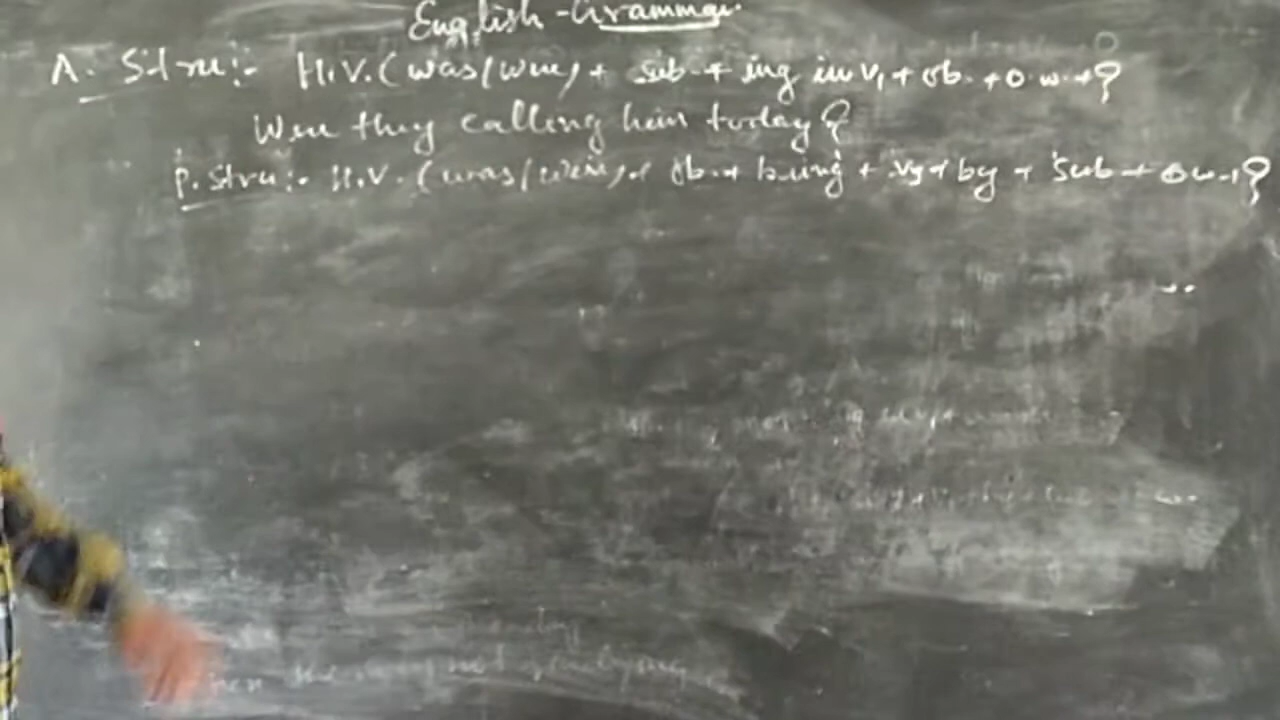 English - Grammar.
A. Stru:- H.V. (was/were) + sub + ing in v1 + ob. + o.w. + ?
Were they calling him today?
P. Stru:- H.V. (was/were) + ob + being + v3 + by + sub + o.w. + ?